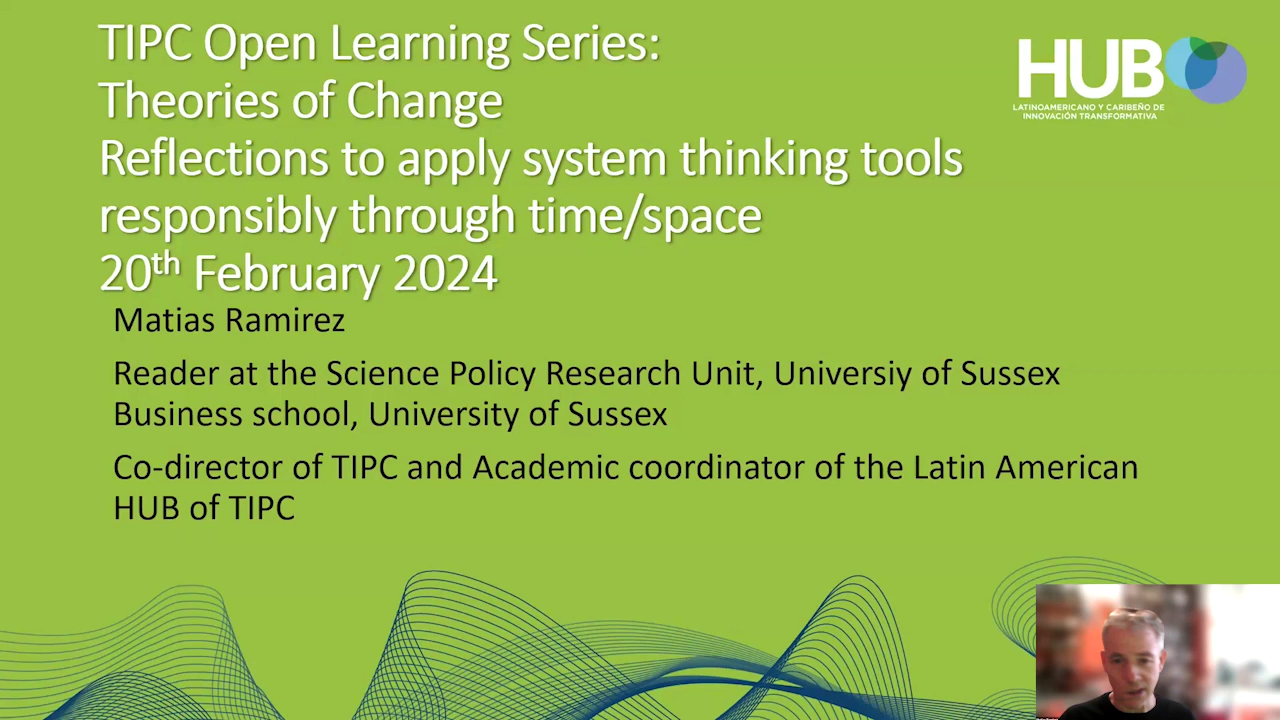 TIPC Open Learning Series:
Theories of Change
Reflections to apply system thinking tools
responsibly through time/space
20th February 2024
HUB
LATINOAMERICANO Y CARIBEÑO DE
INNOVACIÓN TRANSFORMATIVA
Matias Ramirez
Reader at the Science Policy Research Unit, Universiy of Sussex
Business school, University of Sussex
Co-director of TIPC and Academic coordinator of the Latin American
HUB of TIPC